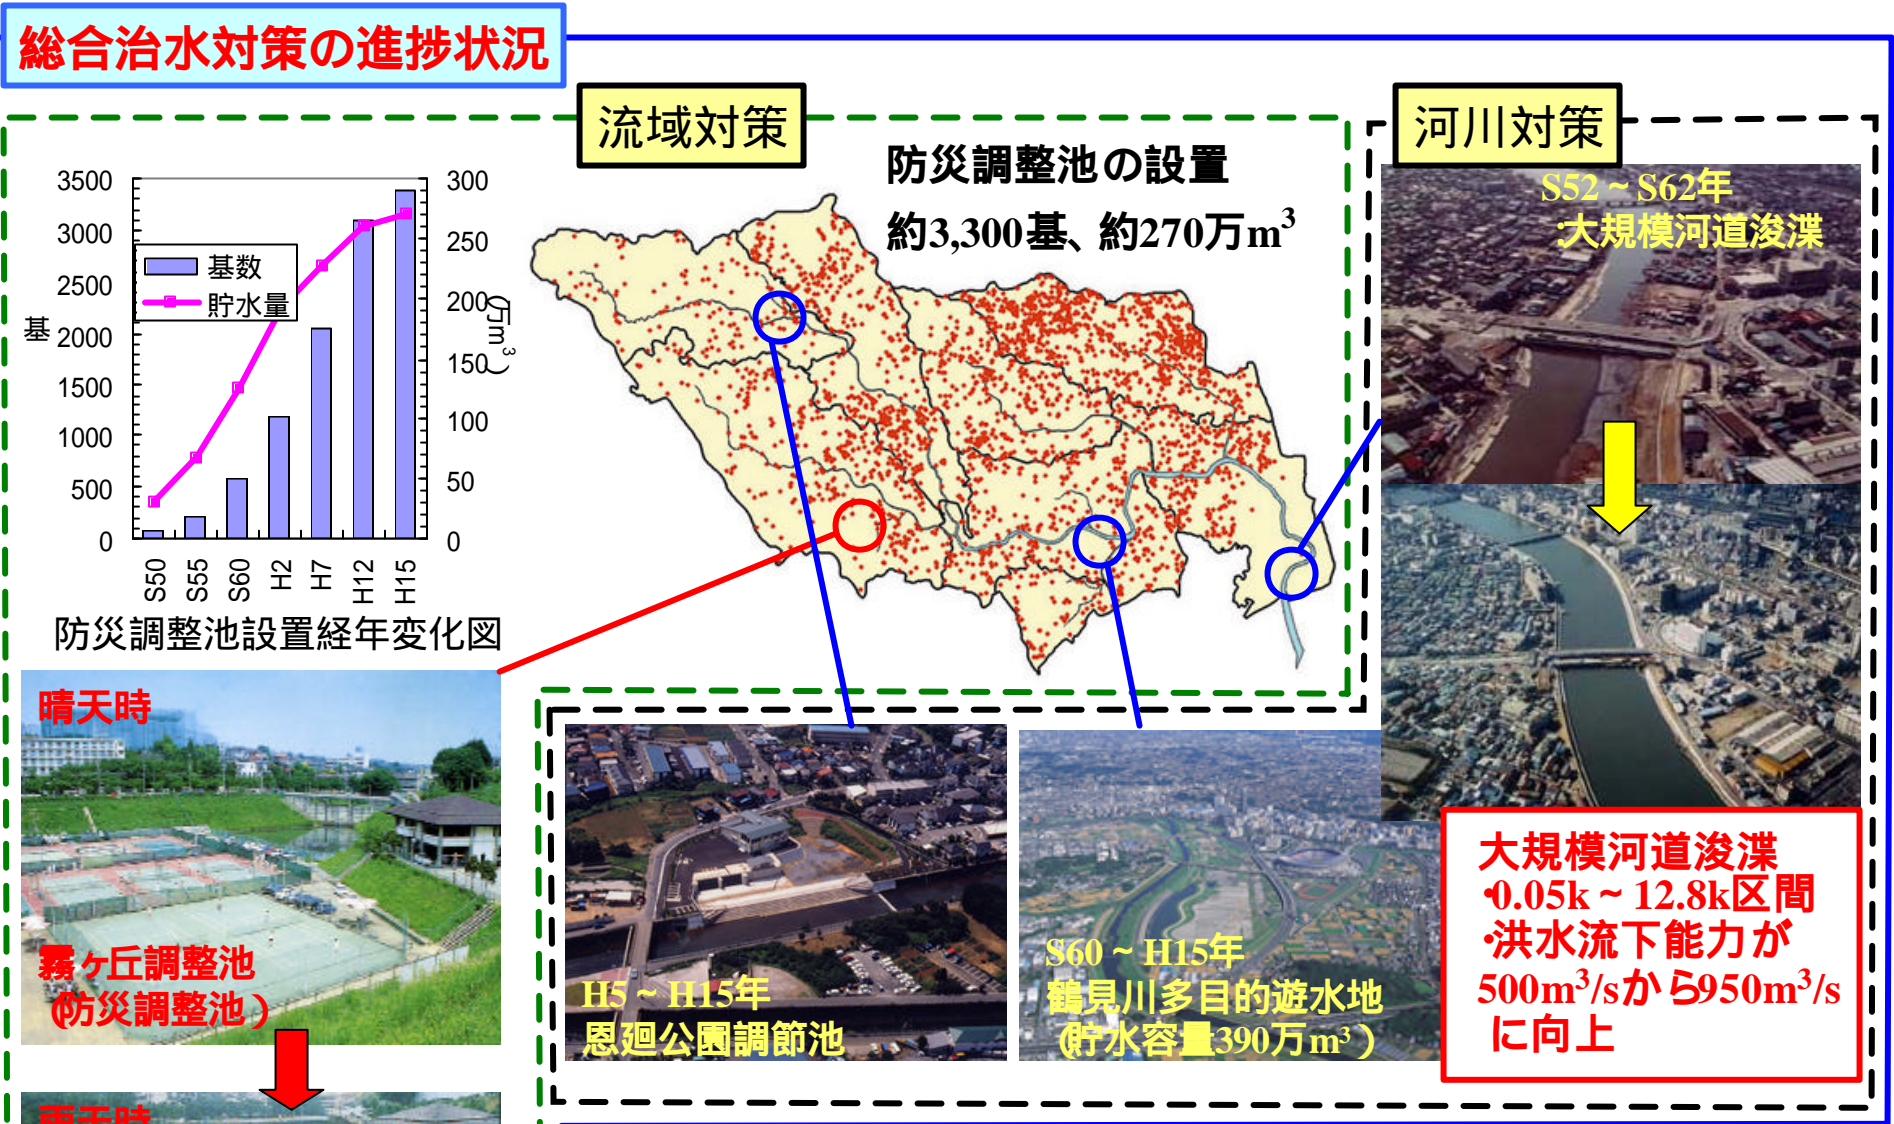 総合治水対策の進捗状況
流域対策
河川対策
防災調整池の設置
約3,300基、約270万m³
3500
3000
2500
2000
1500
1000
500
0
基
300
250
200
150
100
50
0
(万m³)
基数
貯水量
S50
S55
S60
H2
H7
H12
H15
防災調整池設置経年変化図
S52～S62年
:大規模河道浚渫
晴天時
霧ヶ丘調整池
(防災調整池)
雨天時
H5～H15年
恩廻公園調節池
S60～H15年
鶴見川多目的遊水地
(貯水容量390万m³)
大規模河道浚渫
・0.05k～12.8k区間
・洪水流下能力が
500m³/sから950m³/s
に向上